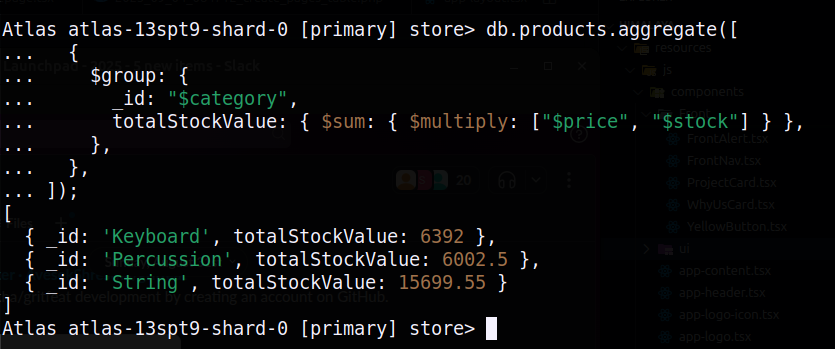 Atlas atlas-13spt9-shard-0 [primary] store> db.products.aggregate([
...   {
...     $group: {
...       _id: "$category",
...       totalStockValue: { $sum: { $multiply: ["$price", "$stock"] } },
...     },
...   },
... ]);
[
  { _id: 'Keyboard', totalStockValue: 6392 },
  { _id: 'Percussion', totalStockValue: 6002.5 },
  { _id: 'String', totalStockValue: 15699.55 }
]
Atlas atlas-13spt9-shard-0 [primary] store>
new items - Slack
20
development by creating an account on GitHub.
resources
js
components
FrontAlert.tsx
FrontNav.tsx
ProjectCard.tsx
WhyUsCard.tsx
YellowButton.tsx
ui
app-content.tsx
app-header.tsx
app-logo-icon.tsx
app-logo.tsx